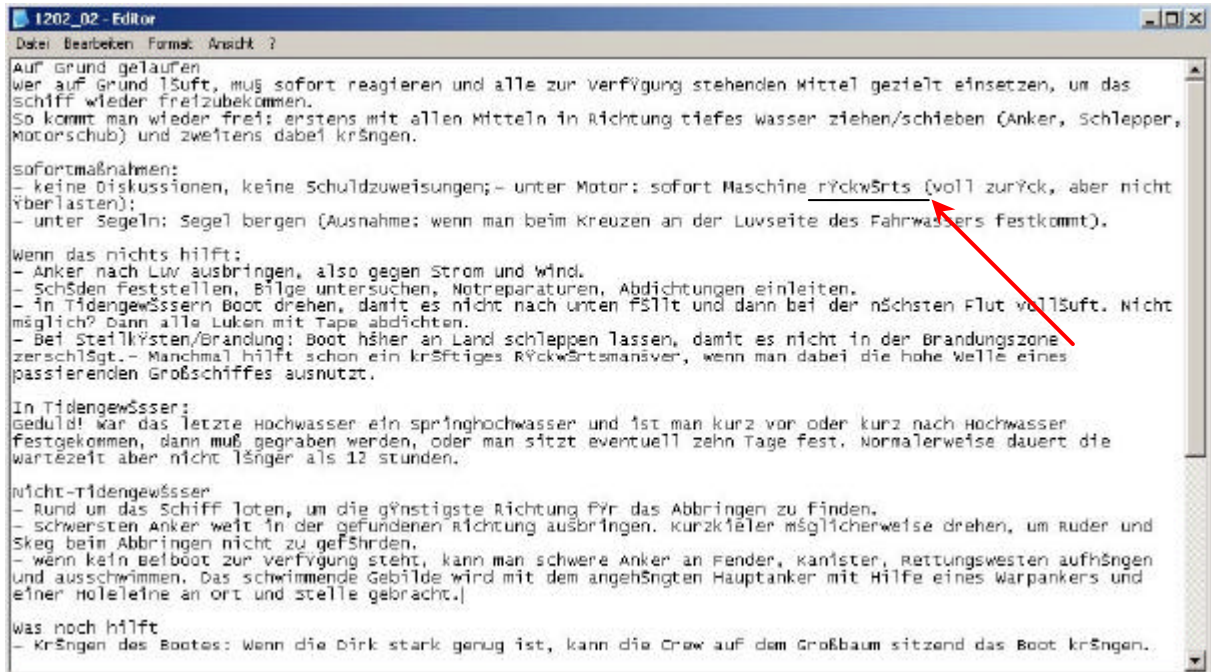 1202_02 - Editor
Datei Bearbeiten Format Ansicht ?
Auf Grund gelaufen
Wer auf Grund lŠuft, mu§ sofort reagieren und alle zur VerfŸgung stehenden Mittel gezielt einsetzen, um das
Schiff wieder freizubekommen.
So kommt man wieder frei: erstens mit allen Mitteln in Richtung tiefes Wasser ziehen/schieben (Anker, Schlepper,
Motorschub) und zweitens dabei krŠngen.
Sofortmaßnahmen:
- keine Diskussionen, keine Schuldzuweisungen;- unter Motor: sofort Maschine rŸckwŠrts (voll zurŸck, aber nicht
Ÿberlasten);
- unter Segeln: Segel bergen (Ausnahme: wenn man beim Kreuzen an der Luvseite des Fahrwassers festkommt).
Wenn das nichts hilft:
- Anker nach Luv ausbringen, also gegen Strom und Wind.
- SchŠden feststellen, Bilge untersuchen, Notreparaturen, Abdichtungen einleiten.
- in TidengewŠssern Boot drehen, damit es nicht nach unten fŠllt und dann bei der nŠchsten Flut vollŠuft. Nicht
mšglich? Dann alle Luken mit Tape abdichten.
- Bei SteilkŸsten/Brandung: Boot hšher an Land schleppen lassen, damit es nicht in der Brandungszone
zerschlŠgt.- Manchmal hilft schon ein krŠftiges RŸckwŠrtsmanšver, wenn man dabei die hohe Welle eines
passierenden Großschiffes ausnutzt.
In TidengewŠsser:
Geduld! War das letzte Hochwasser ein Springhochwasser und ist man kurz vor oder kurz nach Hochwasser
festgekommen, dann muß gegraben werden, oder man sitzt eventuell zehn Tage fest. Normalerweise dauert die
Wartezeit aber nicht lŠnger als 12 Stunden.
Nicht-TidengewŠsser
- Rund um das Schiff loten, um die gŸnstigste Richtung fŸr das Abbringen zu finden.
- Schwersten Anker weit in der gefundenen Richtung ausbringen. Kurzkieler mšglicherweise drehen, um Ruder und
Skeg beim Abbringen nicht zu gefŠhrden.
- Wenn kein Beiboot zur VerfŸgung steht, kann man schwere Anker an Fender, Kanister, Rettungswesten aufhŠngen
und ausschwimmen. Das schwimmende Gebilde wird mit dem angehŠngten Hauptanker mit Hilfe eines Warpankers und
einer Holeleine an Ort und Stelle gebracht.
Was noch hilft
- KrŠngen des Bootes: Wenn die Dirk stark genug ist, kann die Crew auf dem Großbaum sitzend das Boot krŠngen.